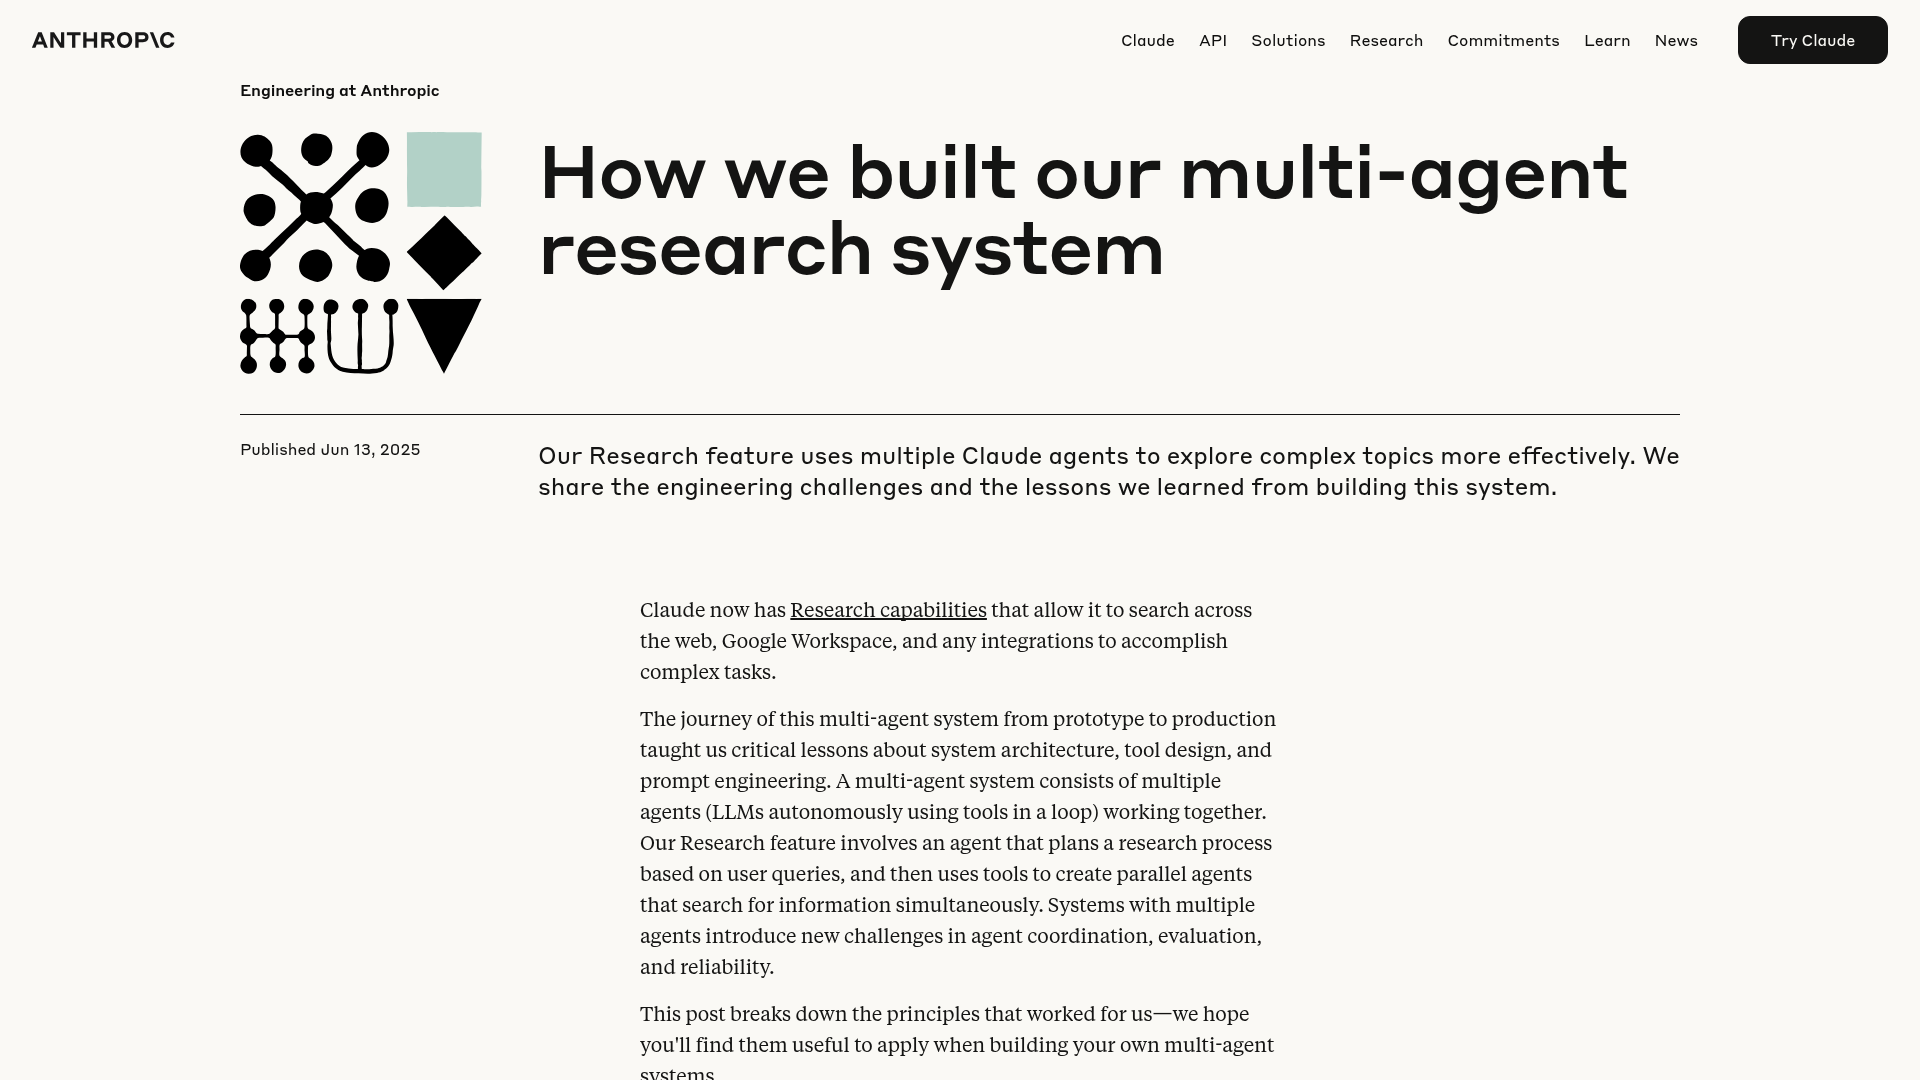 ANTHROP\C
Claude API Solutions Research Commitments Learn News Try Claude
Engineering at Anthropic
How we built our multi-agent
research system
Published Jun 13, 2025
Our Research feature uses multiple Claude agents to explore complex topics more effectively. We
share the engineering challenges and the lessons we learned from building this system.
Claude now has Research capabilities that allow it to search across
the web, Google Workspace, and any integrations to accomplish
complex tasks.
The journey of this multi-agent system from prototype to production
taught us critical lessons about system architecture, tool design, and
prompt engineering. A multi-agent system consists of multiple
agents (LLMs autonomously using tools in a loop) working together.
Our Research feature involves an agent that plans a research process
based on user queries, and then uses tools to create parallel agents
that search for information simultaneously. Systems with multiple
agents introduce new challenges in agent coordination, evaluation,
and reliability.
This post breaks down the principles that worked for us—we hope
you'll find them useful to apply when building your own multi-agent
systems.